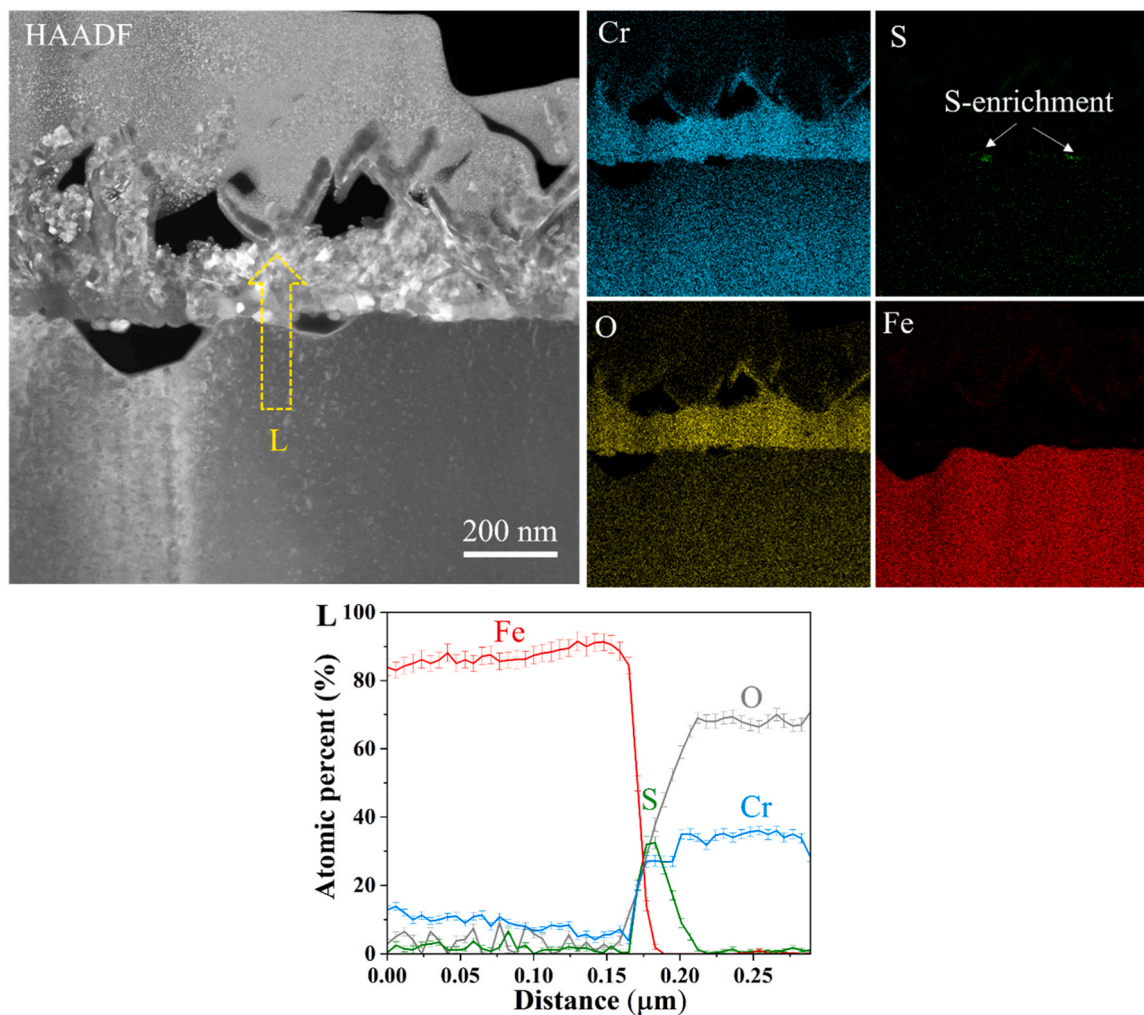 HAADF
L
200 nm
Cr
S
S-enrichment
O
Fe
L
100
80
60
40
20
0
Atomic percent (%)
Fe
O
S
Cr
0.00 0.05 0.10 0.15 0.20 0.25
Distance (μm)